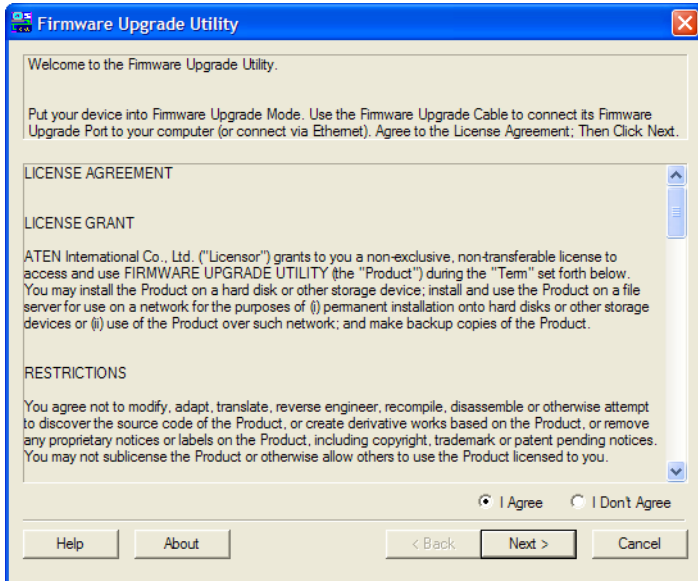 Firmware Upgrade Utility
Welcome to the Firmware Upgrade Utility.
Put your device into Firmware Upgrade Mode. Use the Firmware Upgrade Cable to connect its Firmware
Upgrade Port to your computer (or connect via Ethernet). Agree to the License Agreement; Then Click Next.
LICENSE AGREEMENT
LICENSE GRANT
ATEN International Co., Ltd. ("Licensor") grants to you a non-exclusive, non-transferable license to
access and use FIRMWARE UPGRADE UTILITY (the "Product") during the "Term" set forth below.
You may install the Product on a hard disk or other storage device; install and use the Product on a file
server for use on a network for the purposes of (i) permanent installation onto hard disks or other storage
devices or (ii) use of the Product over such network; and make backup copies of the Product.
RESTRICTIONS
You agree not to modify, adapt, translate, reverse engineer, recompile, disassemble or otherwise attempt
to discover the source code of the Product, or create derivative works based on the Product, or remove
any proprietary notices or labels on the Product, including copyright, trademark or patent pending notices.
You may not sublicense the Product or otherwise allow others to use the Product licensed to you.
I Agree I Don't Agree
Help About < Back Next > Cancel